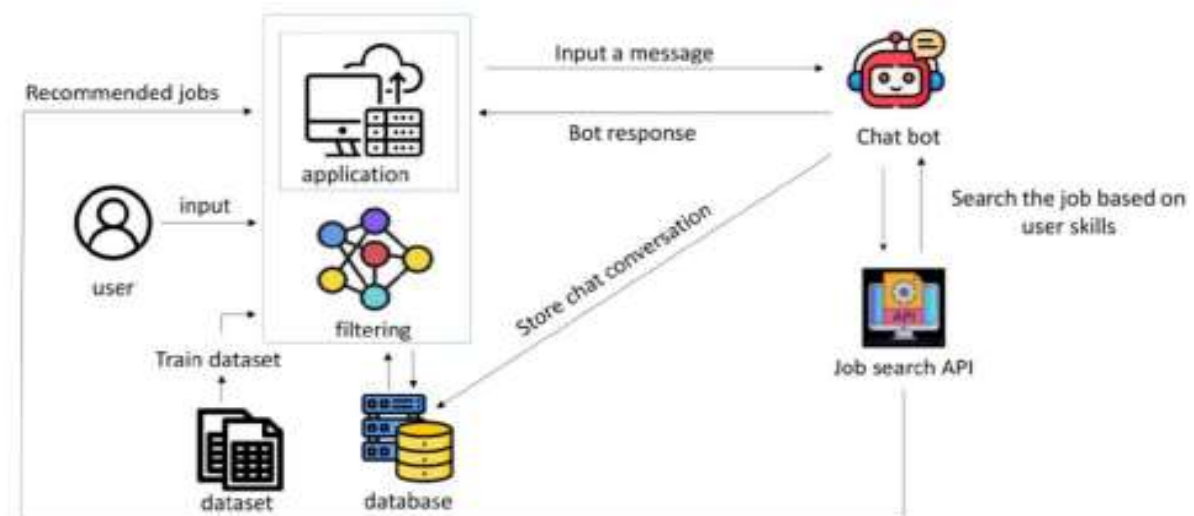 Input a message
Recommended jobs
Bot response
Chat bot
application
input
Search the job based on
user skills
user
Store chat conversation
API
filtering
Train dataset
Job search API
dataset
database